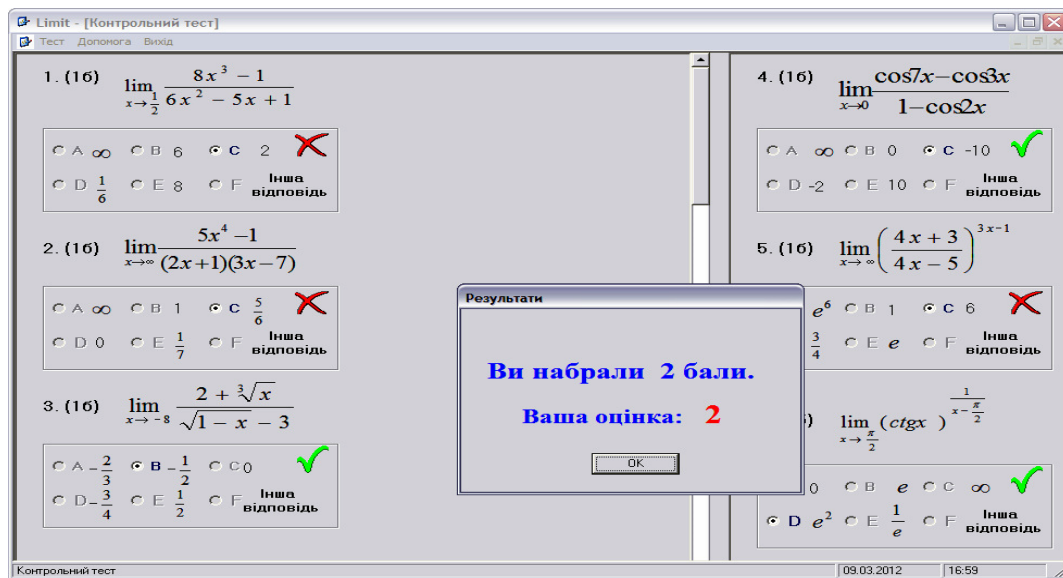 Limit - [Контрольний тест]
Тест Допомога Вихід
1. (1б) lim x→1/2 (8x³ − 1)/(6x² − 5x + 1)
A ∞ B 6 C 2
D 1/6 E 8 F Інша відповідь
2. (1б) lim x→∞ (5x⁴ −1)/((2x+1)(3x−7))
A ∞ B 1 C 5/6
D 0 E 1/7 F Інша відповідь
3. (1б) lim x→−8 (2 + ∛x)/(√(1 − x) − 3)
A −2/3 B −1/2 C 0
D −3/4 E 1/2 F Інша відповідь
4. (1б) lim x→0 (cos7x−cos3x)/(1−cos2x)
A ∞ B 0 C -10
D -2 E 10 F Інша відповідь
5. (1б) lim x→∞ ((4x + 3)/(4x − 5))^(3x−1)
e⁶ B 1 C 6
3/4 E e F Інша відповідь
) lim x→π/2 (ctgx)^(1/(x−π/2))
0 B e C ∞
D e² E 1/e F Інша відповідь
Результати
Ви набрали 2 бали.
Ваша оцінка: 2
OK
Контрольний тест 09.03.2012 16:59